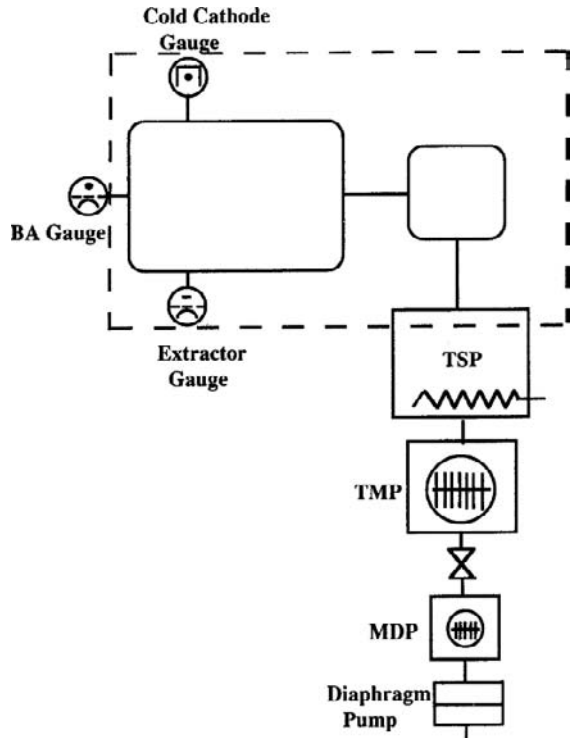 Cold Cathode
Gauge
BA Gauge
Extractor
Gauge
TSP
TMP
MDP
Diaphragm
Pump